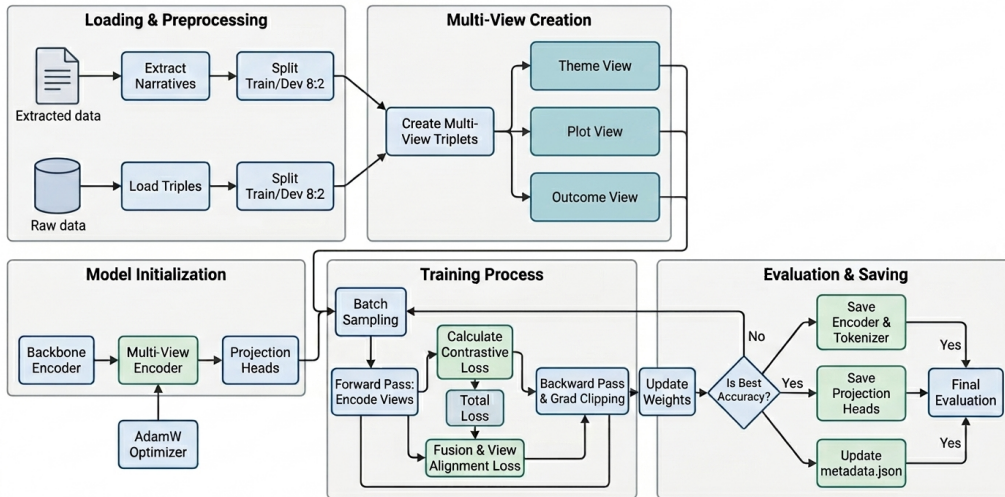 Loading & Preprocessing
Extracted data
Extract
Narratives
Split
Train/Dev 8:2
Raw data
Load Triples
Split
Train/Dev 8:2
Multi-View Creation
Create Multi-
View Triplets
Theme View
Plot View
Outcome View
Model Initialization
Backbone
Encoder
Multi-View
Encoder
Projection
Heads
AdamW
Optimizer
Training Process
Batch
Sampling
Forward Pass:
Encode Views
Calculate
Contrastive
Loss
Total
Loss
Fusion & View
Alignment Loss
Backward Pass
& Grad Clipping
Evaluation & Saving
Update
Weights
No
Is Best
Accuracy?
Yes
Save
Encoder &
Tokenizer
Save
Projection
Heads
Update
metadata.json
Yes
Final
Evaluation
Yes